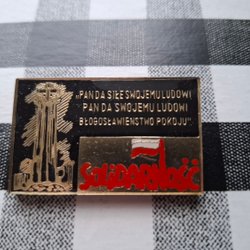 „PAN DA SIŁĘ SWOJEMU LUDOWI
PAN DA SWOJEMU LUDOWI
BŁOGOSŁAWIEŃSTWO POKOJU"
SOLIDARNOŚĆ